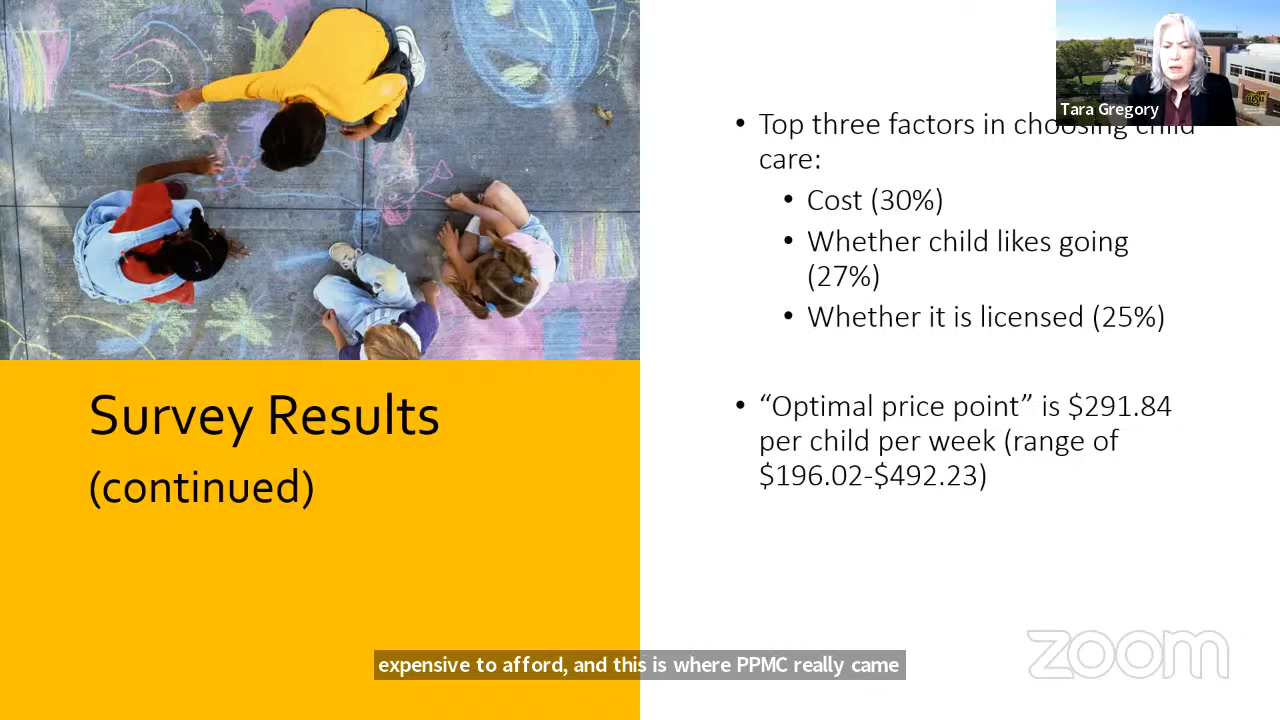 Tara Gregory
• Top three factors in choosing child
care:
• Cost (30%)
• Whether child likes going
(27%)
• Whether it is licensed (25%)
• “Optimal price point” is $291.84
per child per week (range of
$196.02-$492.23)
Survey Results
(continued)
expensive to afford, and this is where PPMC really came
zoom